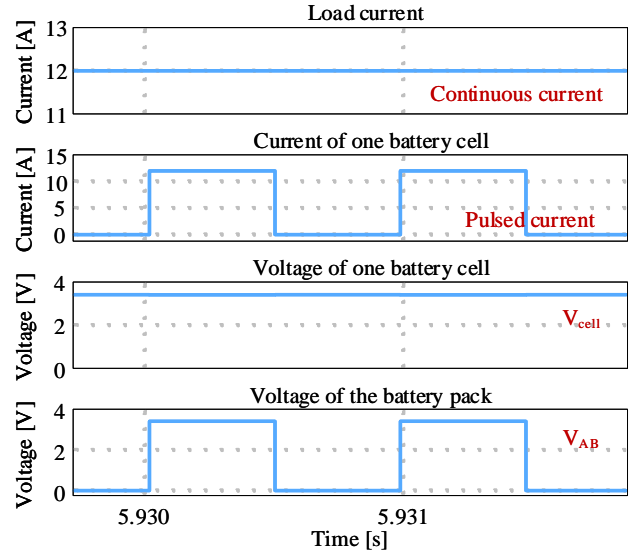 Load current
Current [A]
13
12
11
Continuous current
Current of one battery cell
Current [A]
15
10
5
0
Pulsed current
Voltage of one battery cell
Voltage [V]
4
2
0
Vcell
Voltage of the battery pack
Voltage [V]
4
2
0
VAB
5.930
5.931
Time [s]